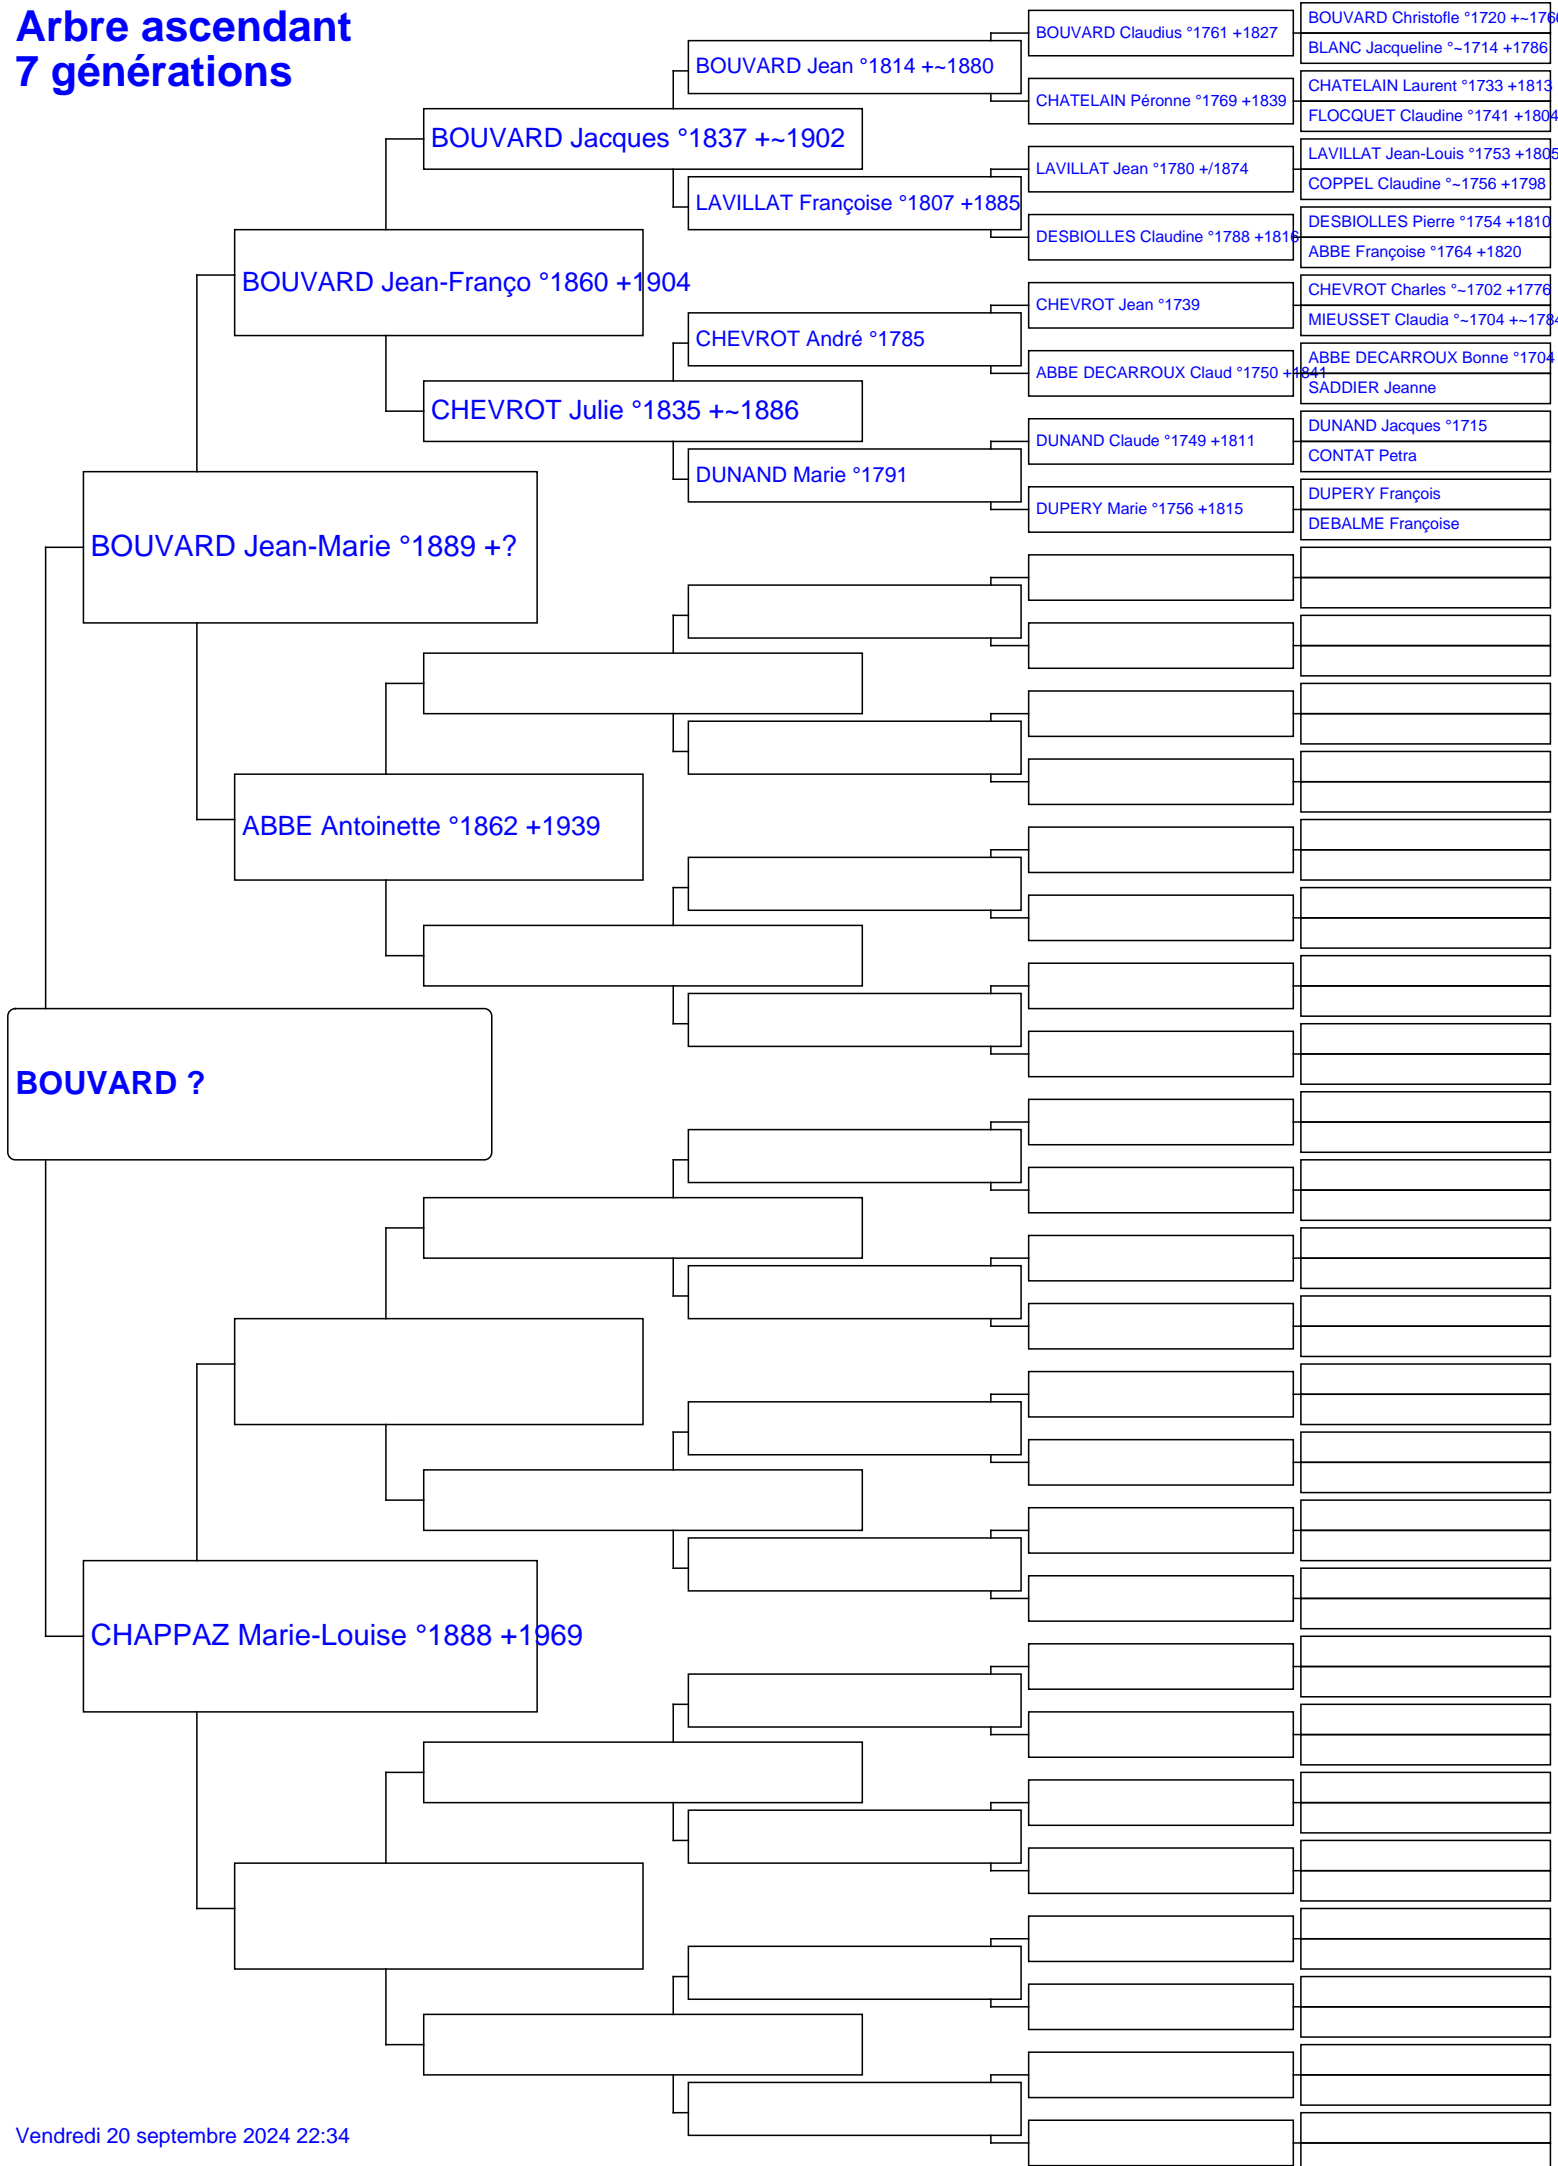 Arbre ascendant
7 générations
BOUVARD ?
BOUVARD Jean-Marie °1889 +?
CHAPPAZ Marie-Louise °1888 +1969
BOUVARD Jean-Franço °1860 +1904
ABBE Antoinette °1862 +1939
BOUVARD Jacques °1837 +~1902
CHEVROT Julie °1835 +~1886
BOUVARD Jean °1814 +~1880
LAVILLAT Françoise °1807 +1885
CHEVROT André °1785
DUNAND Marie °1791
BOUVARD Claudius °1761 +1827
CHATELAIN Péronne °1769 +1839
LAVILLAT Jean °1780 +/1874
DESBIOLLES Claudine °1788 +1816
CHEVROT Jean °1739
ABBE DECARROUX Claud °1750 +1841
DUNAND Claude °1749 +1811
DUPERY Marie °1756 +1815
BOUVARD Christofle °1720 +~1766
BLANC Jacqueline °~1714 +1786
CHATELAIN Laurent °1733 +1813
FLOCQUET Claudine °1741 +1804
LAVILLAT Jean-Louis °1753 +1805
COPPEL Claudine °~1756 +1798
DESBIOLLES Pierre °1754 +1810
ABBE Françoise °1764 +1820
CHEVROT Charles °~1702 +1776
MIEUSSET Claudia °~1704 +~1784
ABBE DECARROUX Bonne °1704
SADDIER Jeanne
DUNAND Jacques °1715
CONTAT Petra
DUPERY François
DEBALME Françoise
Vendredi 20 septembre 2024 22:34